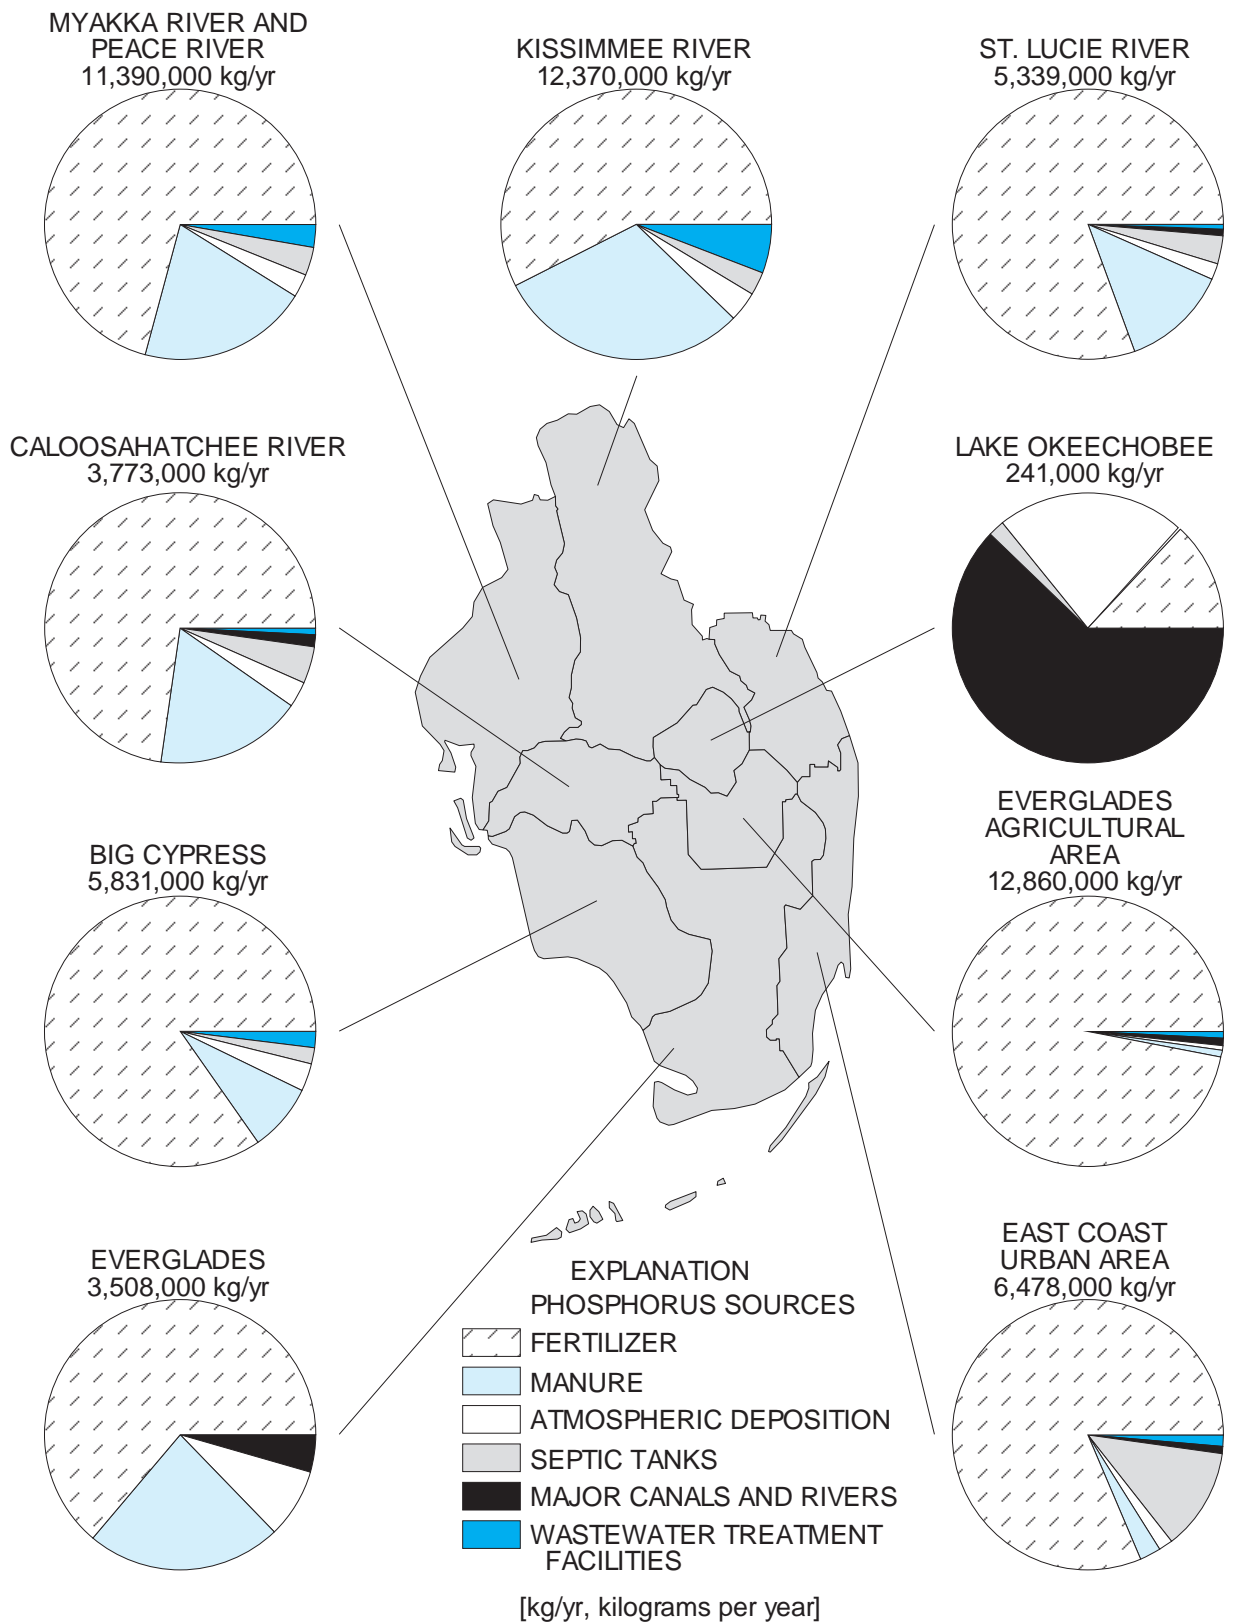 MYAKKA RIVER AND
PEACE RIVER
11,390,000 kg/yr
KISSIMMEE RIVER
12,370,000 kg/yr
ST. LUCIE RIVER
5,339,000 kg/yr
CALOOSAHATCHEE RIVER
3,773,000 kg/yr
LAKE OKEECHOBEE
241,000 kg/yr
BIG CYPRESS
5,831,000 kg/yr
EVERGLADES
AGRICULTURAL
AREA
12,860,000 kg/yr
EVERGLADES
3,508,000 kg/yr
EAST COAST
URBAN AREA
6,478,000 kg/yr
EXPLANATION
PHOSPHORUS SOURCES
FERTILIZER
MANURE
ATMOSPHERIC DEPOSITION
SEPTIC TANKS
MAJOR CANALS AND RIVERS
WASTEWATER TREATMENT
FACILITIES
[kg/yr, kilograms per year]